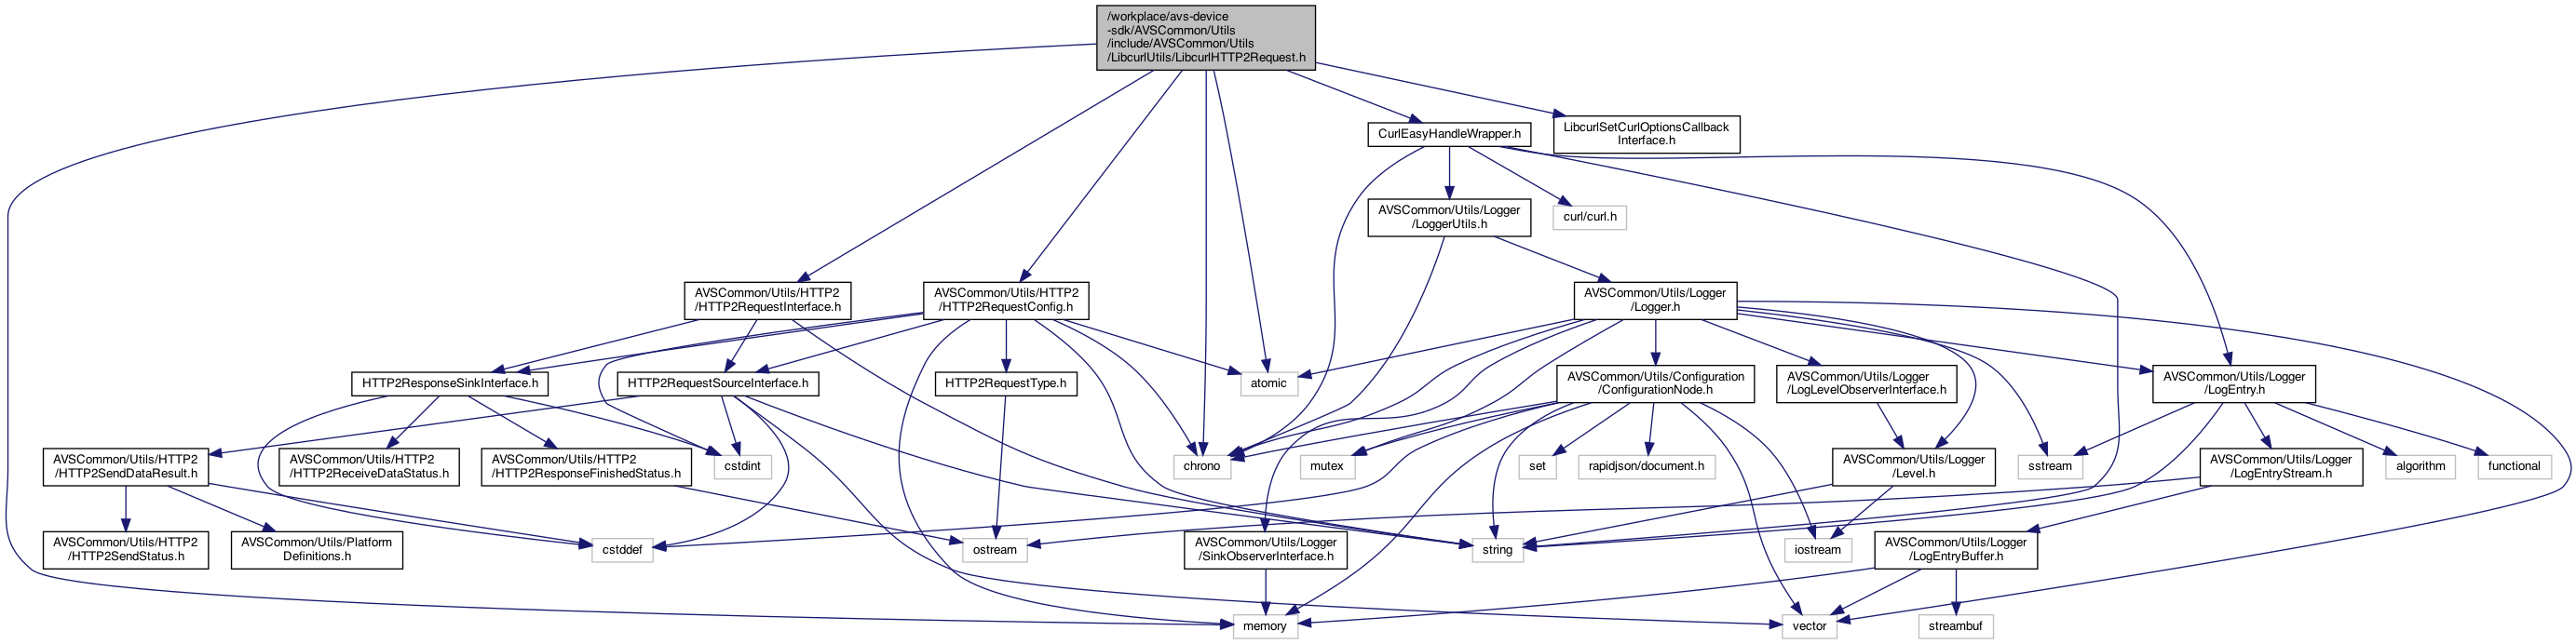 /workplace/avs-device
-sdk/AVSCommon/Utils
/include/AVSCommon/Utils
/LibcurlUtils/LibcurlHTTP2Request.h
CurlEasyHandleWrapper.h
LibcurlSetCurlOptionsCallback
Interface.h
AVSCommon/Utils/Logger
/LoggerUtils.h
curl/curl.h
AVSCommon/Utils/HTTP2
/HTTP2RequestInterface.h
AVSCommon/Utils/HTTP2
/HTTP2RequestConfig.h
AVSCommon/Utils/Logger
/Logger.h
HTTP2ResponseSinkInterface.h
HTTP2RequestSourceInterface.h
HTTP2RequestType.h
atomic
AVSCommon/Utils/Configuration
/ConfigurationNode.h
AVSCommon/Utils/Logger
/LogLevelObserverInterface.h
AVSCommon/Utils/Logger
/LogEntry.h
AVSCommon/Utils/HTTP2
/HTTP2SendDataResult.h
AVSCommon/Utils/HTTP2
/HTTP2ReceiveDataStatus.h
AVSCommon/Utils/HTTP2
/HTTP2ResponseFinishedStatus.h
cstdint
chrono
mutex
set
rapidjson/document.h
AVSCommon/Utils/Logger
/Level.h
sstream
AVSCommon/Utils/Logger
/LogEntryStream.h
algorithm
functional
AVSCommon/Utils/HTTP2
/HTTP2SendStatus.h
AVSCommon/Utils/Platform
Definitions.h
cstddef
ostream
AVSCommon/Utils/Logger
/SinkObserverInterface.h
string
iostream
AVSCommon/Utils/Logger
/LogEntryBuffer.h
memory
vector
streambuf